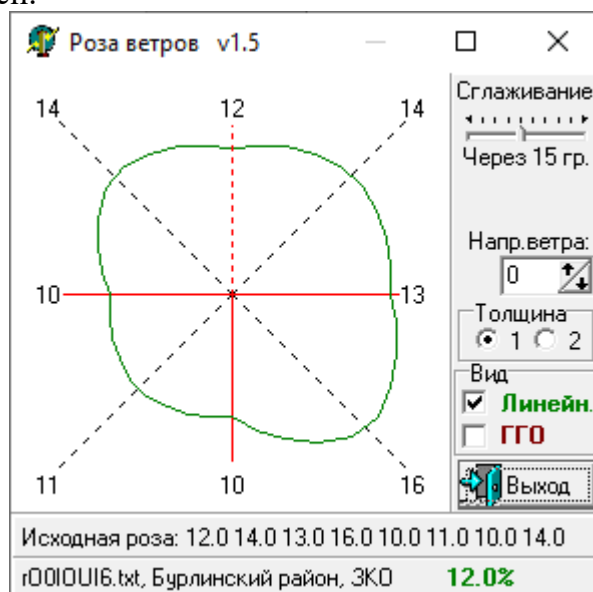 ен.
Роза ветров v1.5
14 12 14
10 13
11 10 16
Сглаживание
Через 15 гр.
Напр.ветра:
0
Толщина
1 2
Вид
Линейн.
ГГО
Выход
Исходная роза: 12.0 14.0 13.0 16.0 10.0 11.0 10.0 14.0
12.0%
Бурлинский район, ЗКО